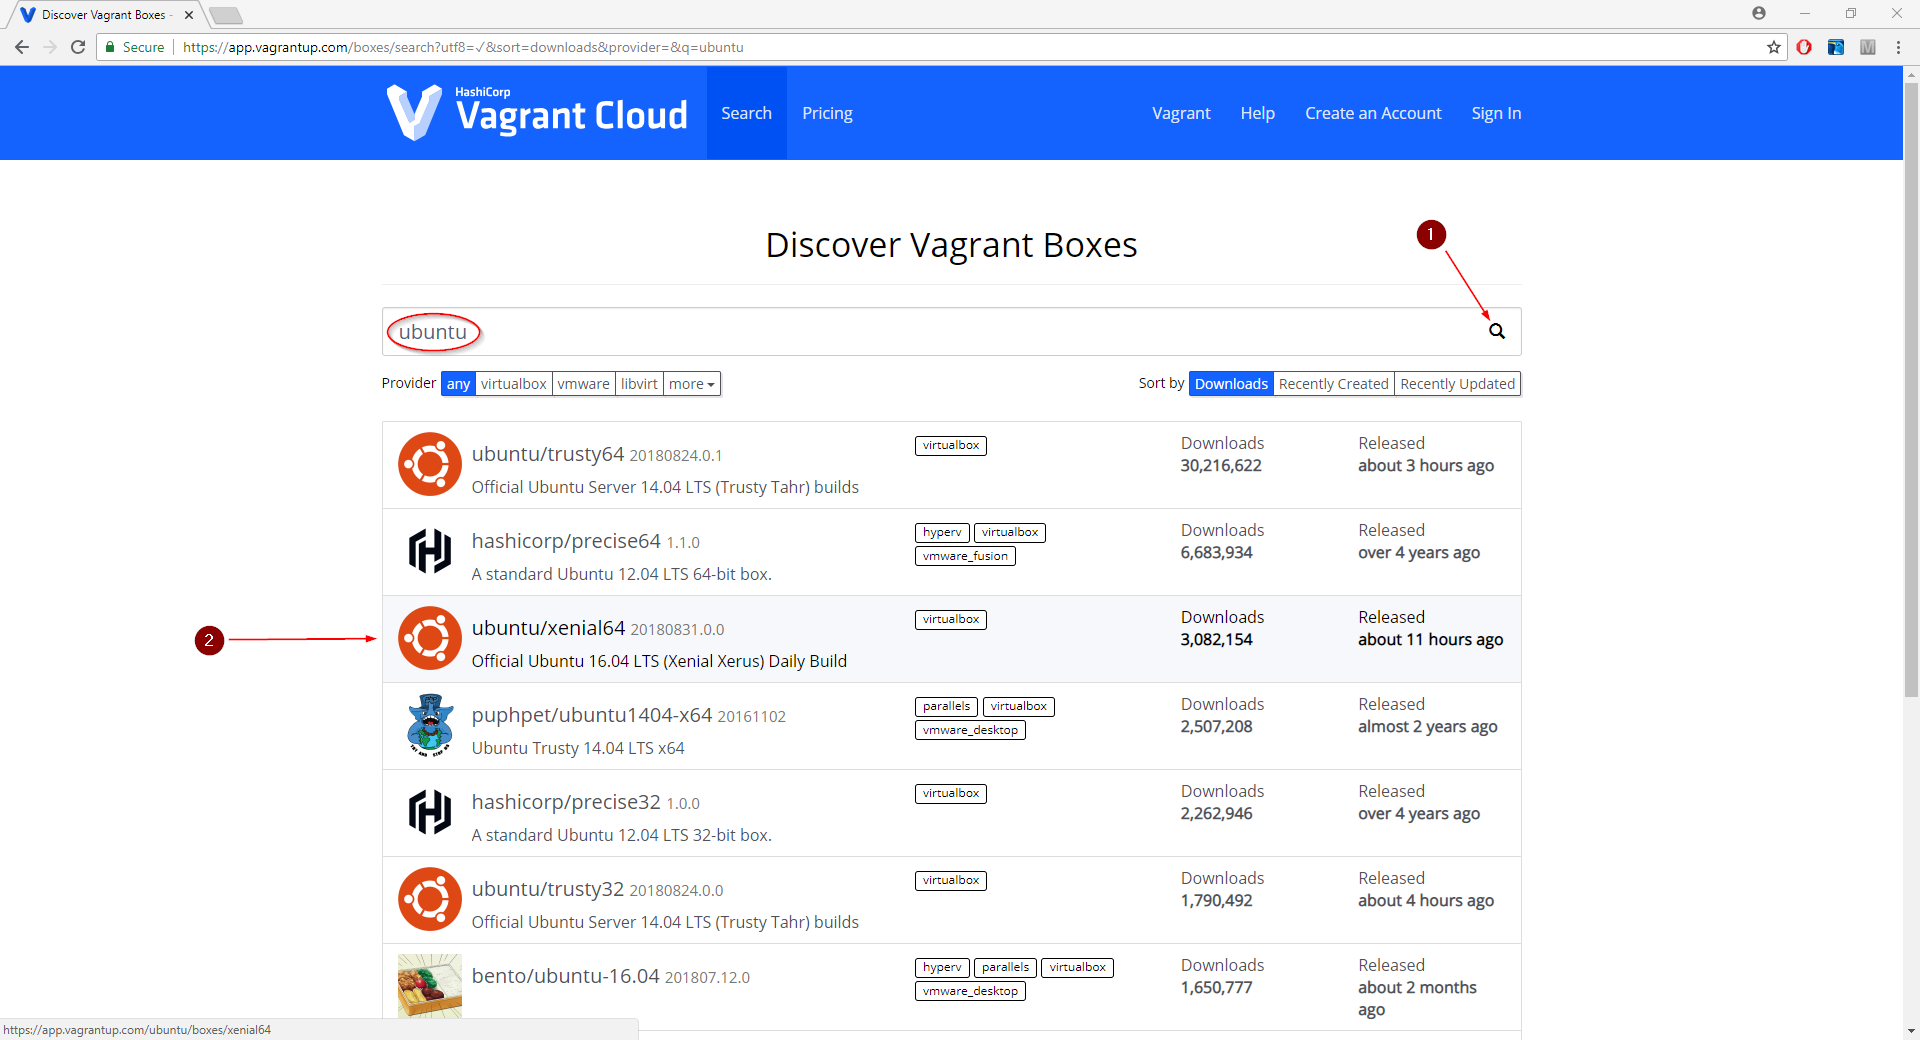 Discover Vagrant Boxes -
Secure https://app.vagrantup.com/boxes/search?utf8=✓&sort=downloads&provider=&q=ubuntu
HashiCorp
Vagrant Cloud
Search Pricing Vagrant Help Create an Account Sign In
Discover Vagrant Boxes
1
ubuntu
Provider any virtualbox vmware libvirt more Sort by Downloads Recently Created Recently Updated
ubuntu/trusty64 20180824.0.1
Official Ubuntu Server 14.04 LTS (Trusty Tahr) builds
virtualbox
Downloads
30,216,622
Released
about 3 hours ago
hashicorp/precise64 1.1.0
A standard Ubuntu 12.04 LTS 64-bit box.
hyperv virtualbox
vmware_fusion
Downloads
6,683,934
Released
over 4 years ago
2
ubuntu/xenial64 20180831.0.0
Official Ubuntu 16.04 LTS (Xenial Xerus) Daily Build
virtualbox
Downloads
3,082,154
Released
about 11 hours ago
puphpet/ubuntu1404-x64 20161102
Ubuntu Trusty 14.04 LTS x64
parallels virtualbox
vmware_desktop
Downloads
2,507,208
Released
almost 2 years ago
hashicorp/precise32 1.0.0
A standard Ubuntu 12.04 LTS 32-bit box.
virtualbox
Downloads
2,262,946
Released
over 4 years ago
ubuntu/trusty32 20180824.0.0
Official Ubuntu Server 14.04 LTS (Trusty Tahr) builds
virtualbox
Downloads
1,790,492
Released
about 4 hours ago
bento/ubuntu-16.04 201807.12.0
hyperv parallels virtualbox
vmware_desktop
Downloads
1,650,777
Released
about 2 months
ago
https://app.vagrantup.com/ubuntu/boxes/xenial64